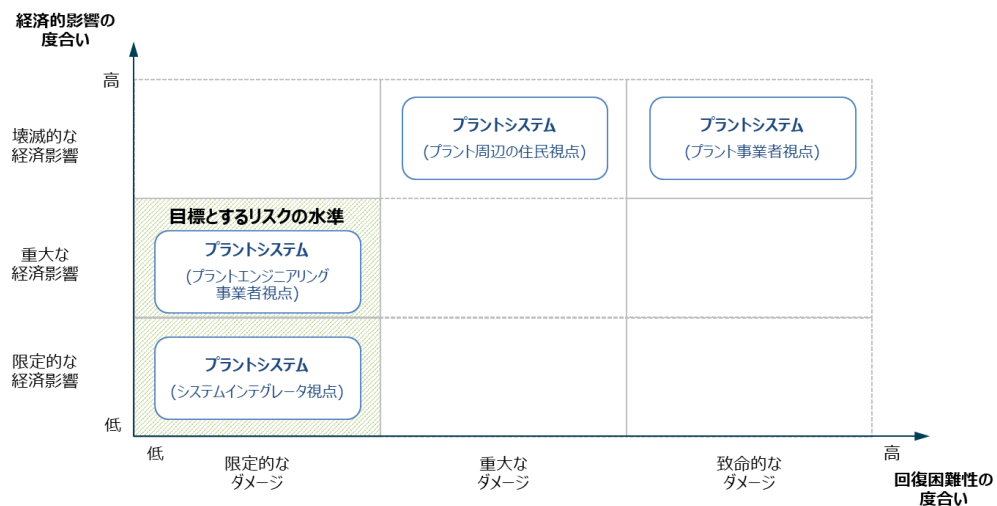 経済的影響の
度合い
高
壊滅的な
経済影響
プラントシステム
(プラント周辺の住民視点)
プラントシステム
(プラント事業者視点)
目標とするリスクの水準
重大な
経済影響
プラントシステム
(プラントエンジニアリング
事業者視点)
限定的な
経済影響
プラントシステム
(システムインテグレータ視点)
低
低
限定的な
ダメージ
重大な
ダメージ
致命的な
ダメージ
高
回復困難性の
度合い